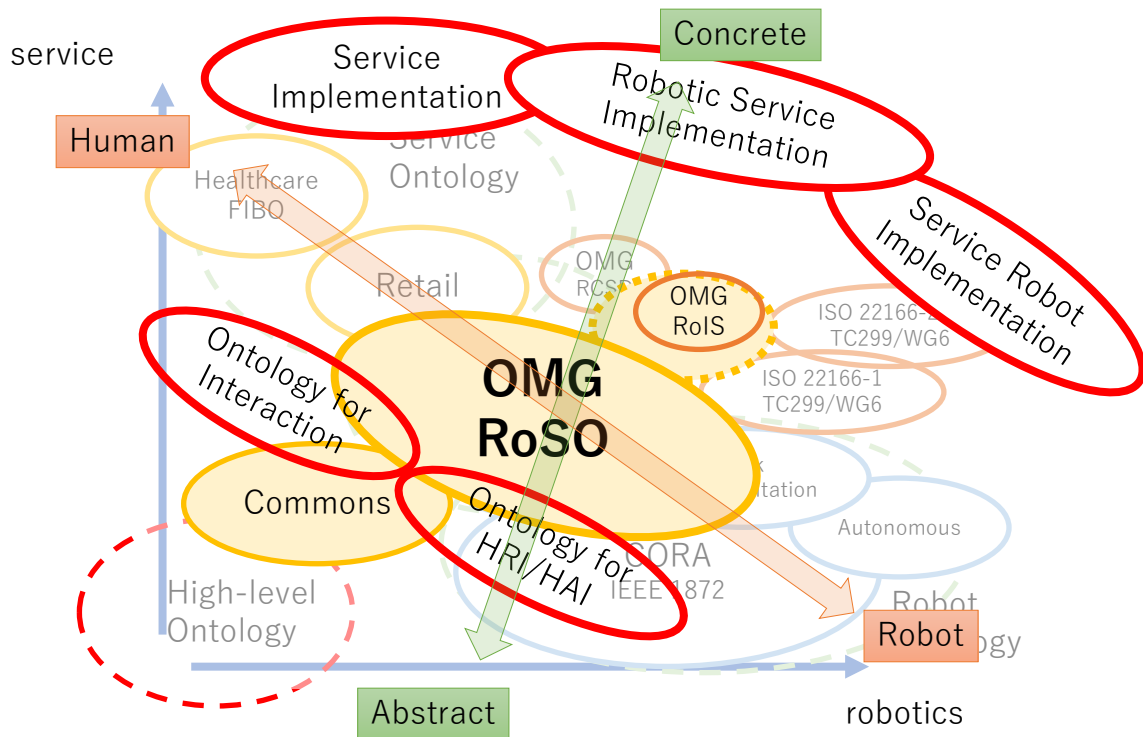 service
Concrete
Service
Implementation
Robotic Service
Implementation
Human
Service
Ontology
Healthcare
FIBO
Service Robot
Implementation
OMG
Retail
OMG
RoIS
ISO 22166-
TC299/WG6
Ontology for
Interaction
OMG
RoSO
ISO 22166-1
TC299/WG6
Commons
Autonomous
Ontology for
HRI/HAI
CORA
IEEE 1872
High-level
Ontology
Robot
Robot
Abstract
robotics